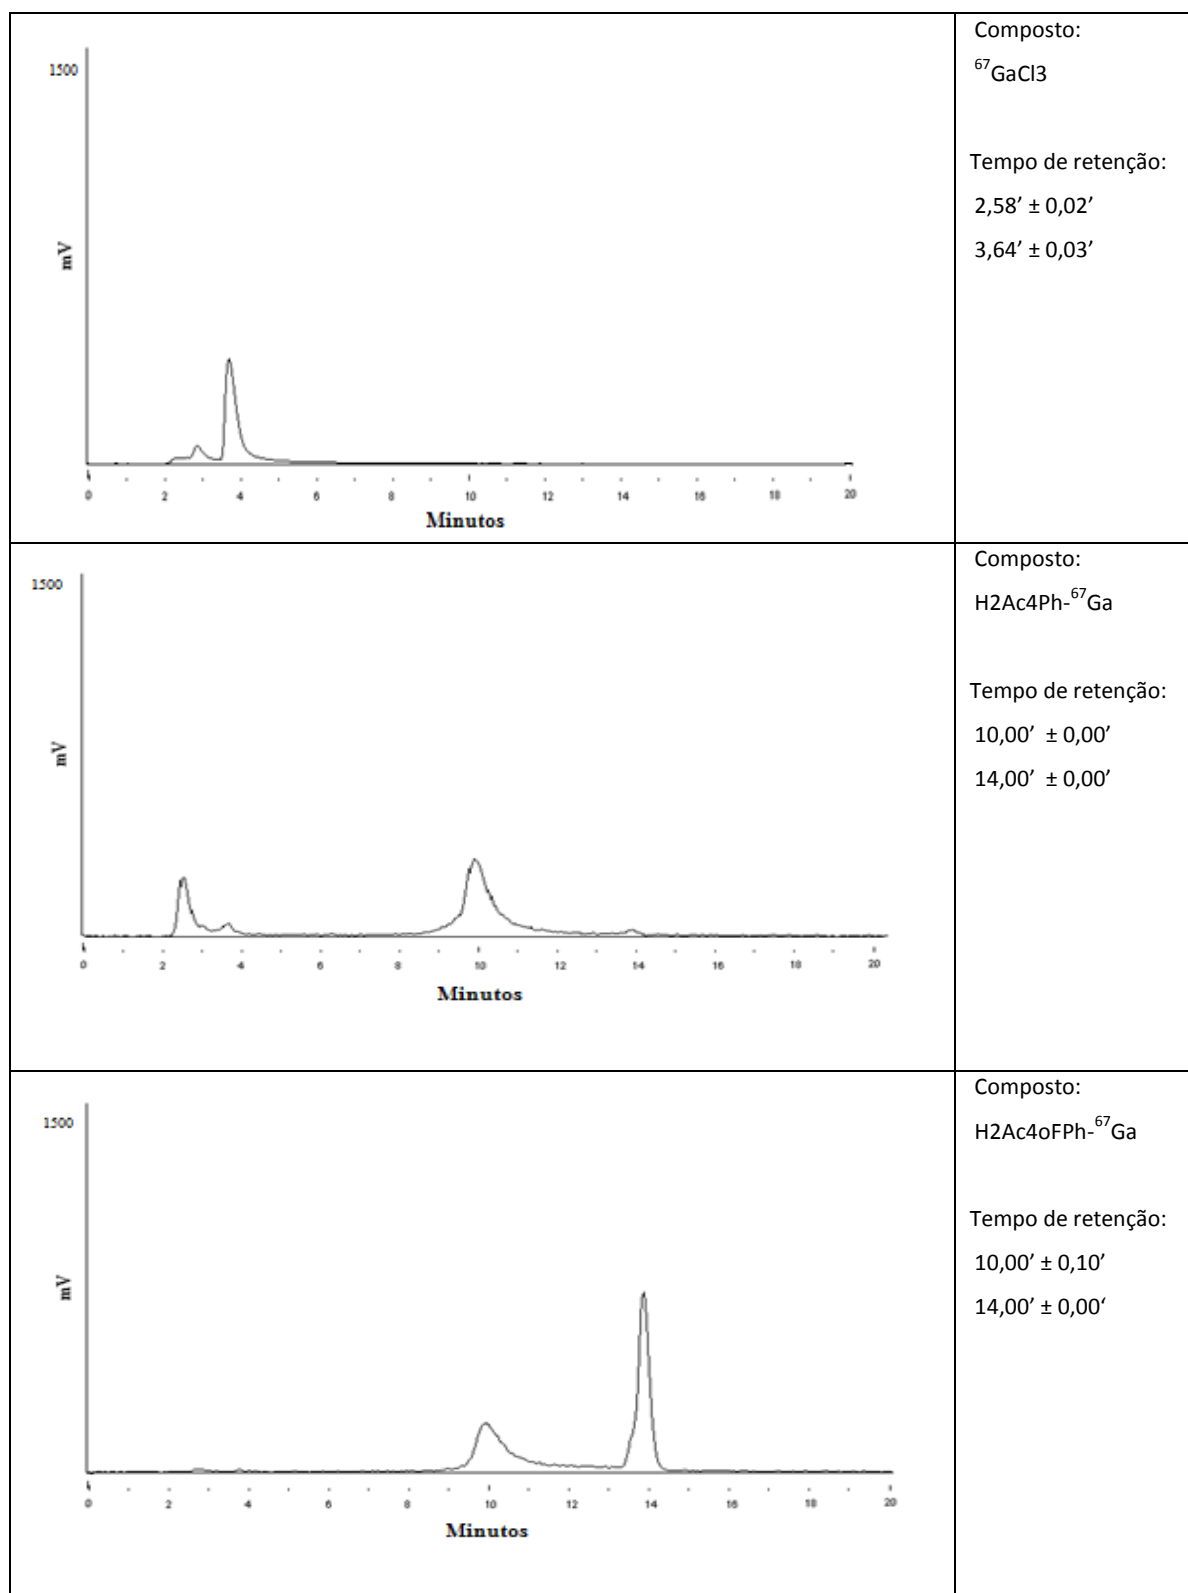 1500
mV
0 2 4 6 8 10 12 14 16 18 20
Minutos
Composto:
⁶⁷GaCl3
Tempo de retenção:
2,58’ ± 0,02’
3,64’ ± 0,03’
1500
mV
0 2 4 6 8 10 12 14 16 18 20
Minutos
Composto:
H2Ac4Ph-⁶⁷Ga
Tempo de retenção:
10,00’ ± 0,00’
14,00’ ± 0,00’
1500
mV
0 2 4 6 8 10 12 14 16 18 20
Minutos
Composto:
H2Ac4oFPh-⁶⁷Ga
Tempo de retenção:
10,00’ ± 0,10’
14,00’ ± 0,00‘